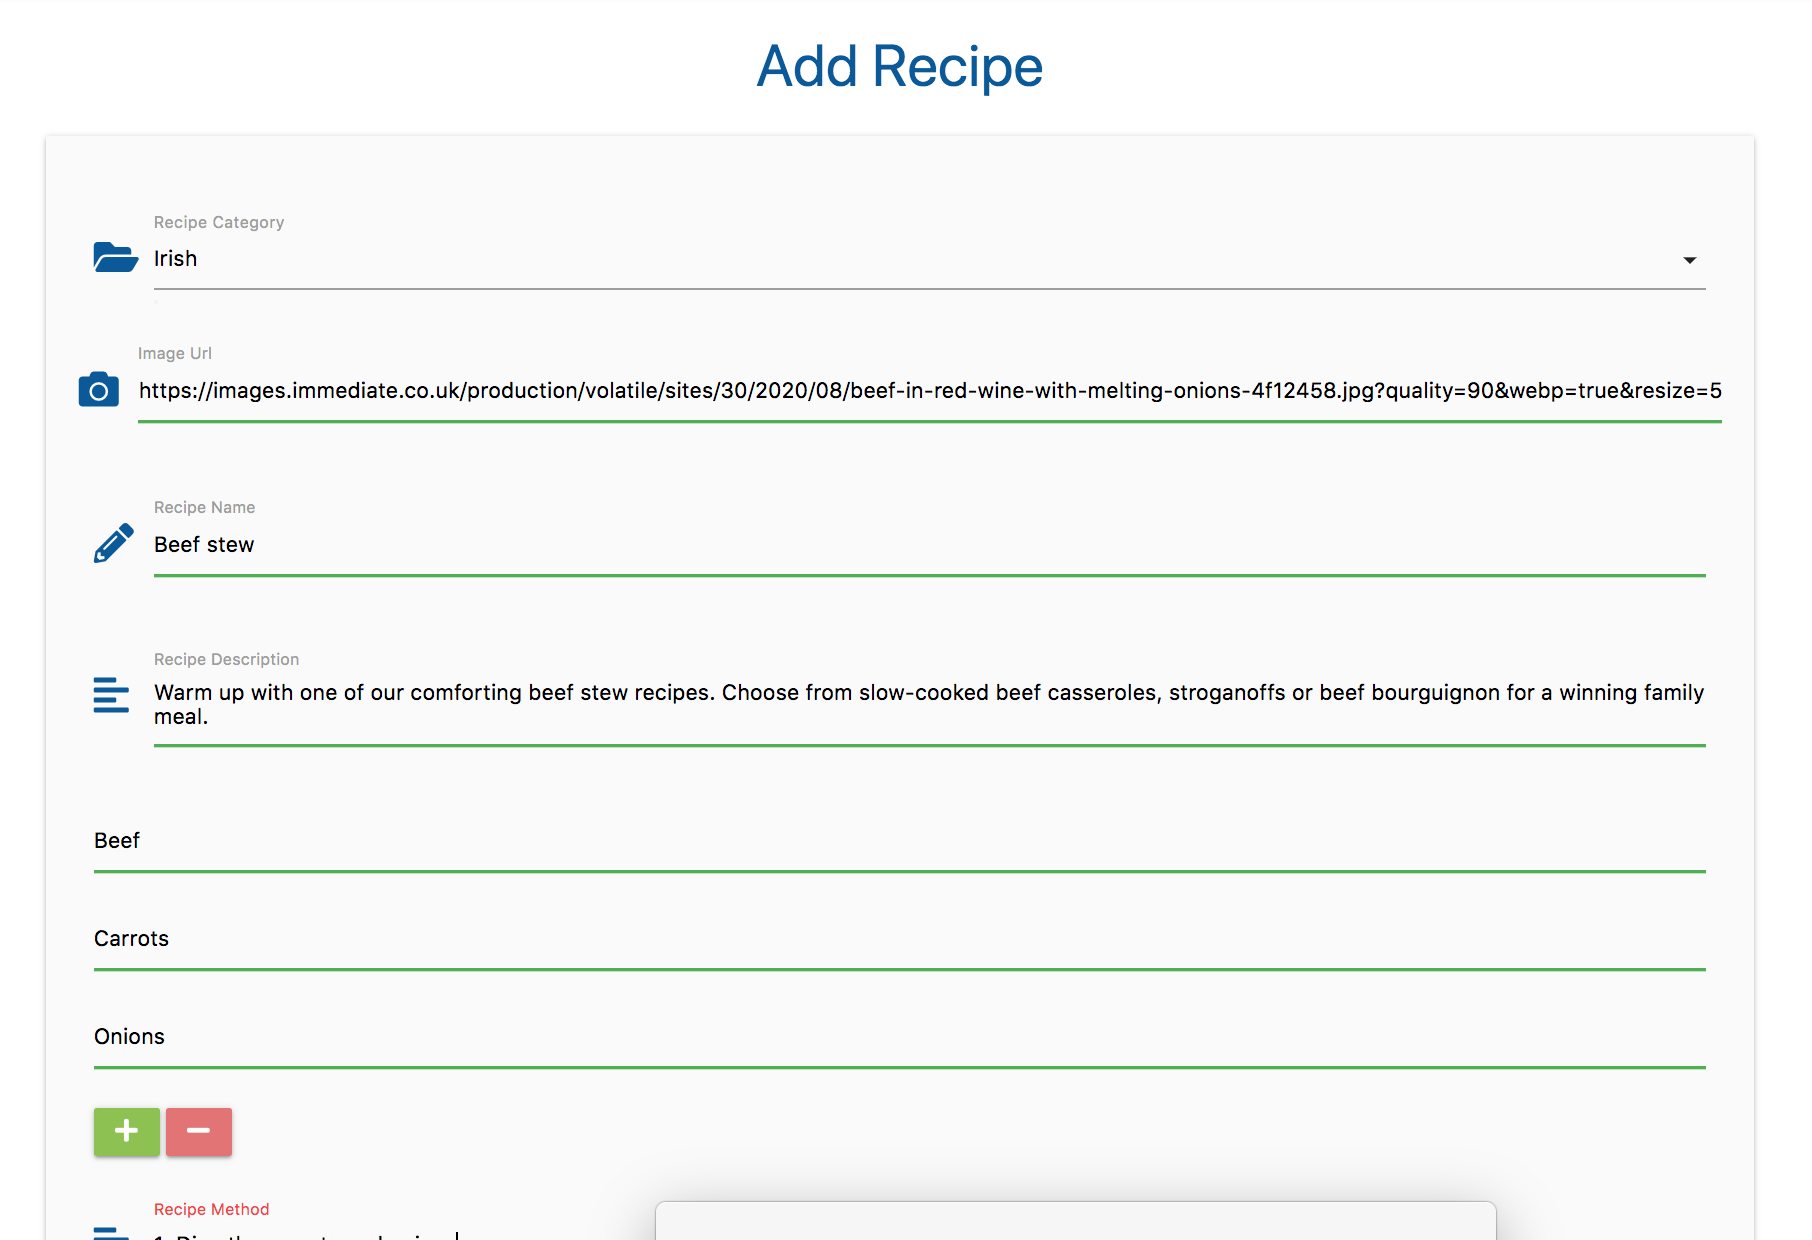 Add Recipe
Recipe Category
Irish
Image Url
https://images.immediate.co.uk/production/volatile/sites/30/2020/08/beef-in-red-wine-with-melting-onions-4f12458.jpg?quality=90&webp=true&resize=5
Recipe Name
Beef stew
Recipe Description
Warm up with one of our comforting beef stew recipes. Choose from slow-cooked beef casseroles, stroganoffs or beef bourguignon for a winning family
meal.
Beef
Carrots
Onions
Recipe Method